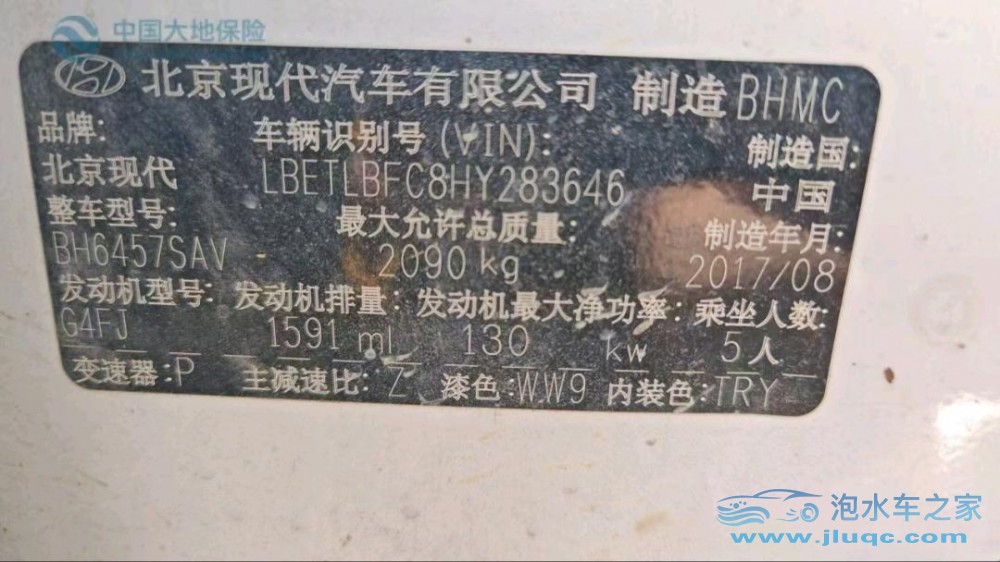 中国大地保险
北京现代汽车有限公司 制造 BHMC
品牌: 车辆识别号(VIN): 制造国:
北京现代 LBETLBFC8HY283646 中国
整车型号: 最大允许总质量: 制造年月:
BH6457SAV 2090 kg 2017/08
发动机型号: 发动机排量: 发动机最大净功率: 乘坐人数:
G4FJ 1591 ml 130 kw 5人
变速器:P 主减速比:Z 漆色:WW9 内装色:TRY
泡水车之家
www.jluqc.com